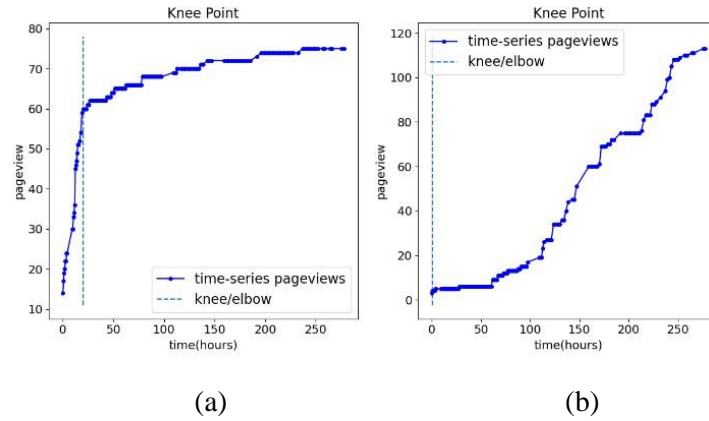 Knee Point
80
70
60
50
40
30
20
10
pageview
time-series pageviews
knee/elbow
0 50 100 150 200 250
time(hours)
(a)
Knee Point
120
100
80
60
40
20
0
pageview
time-series pageviews
knee/elbow
0 50 100 150 200 250
time(hours)
(b)